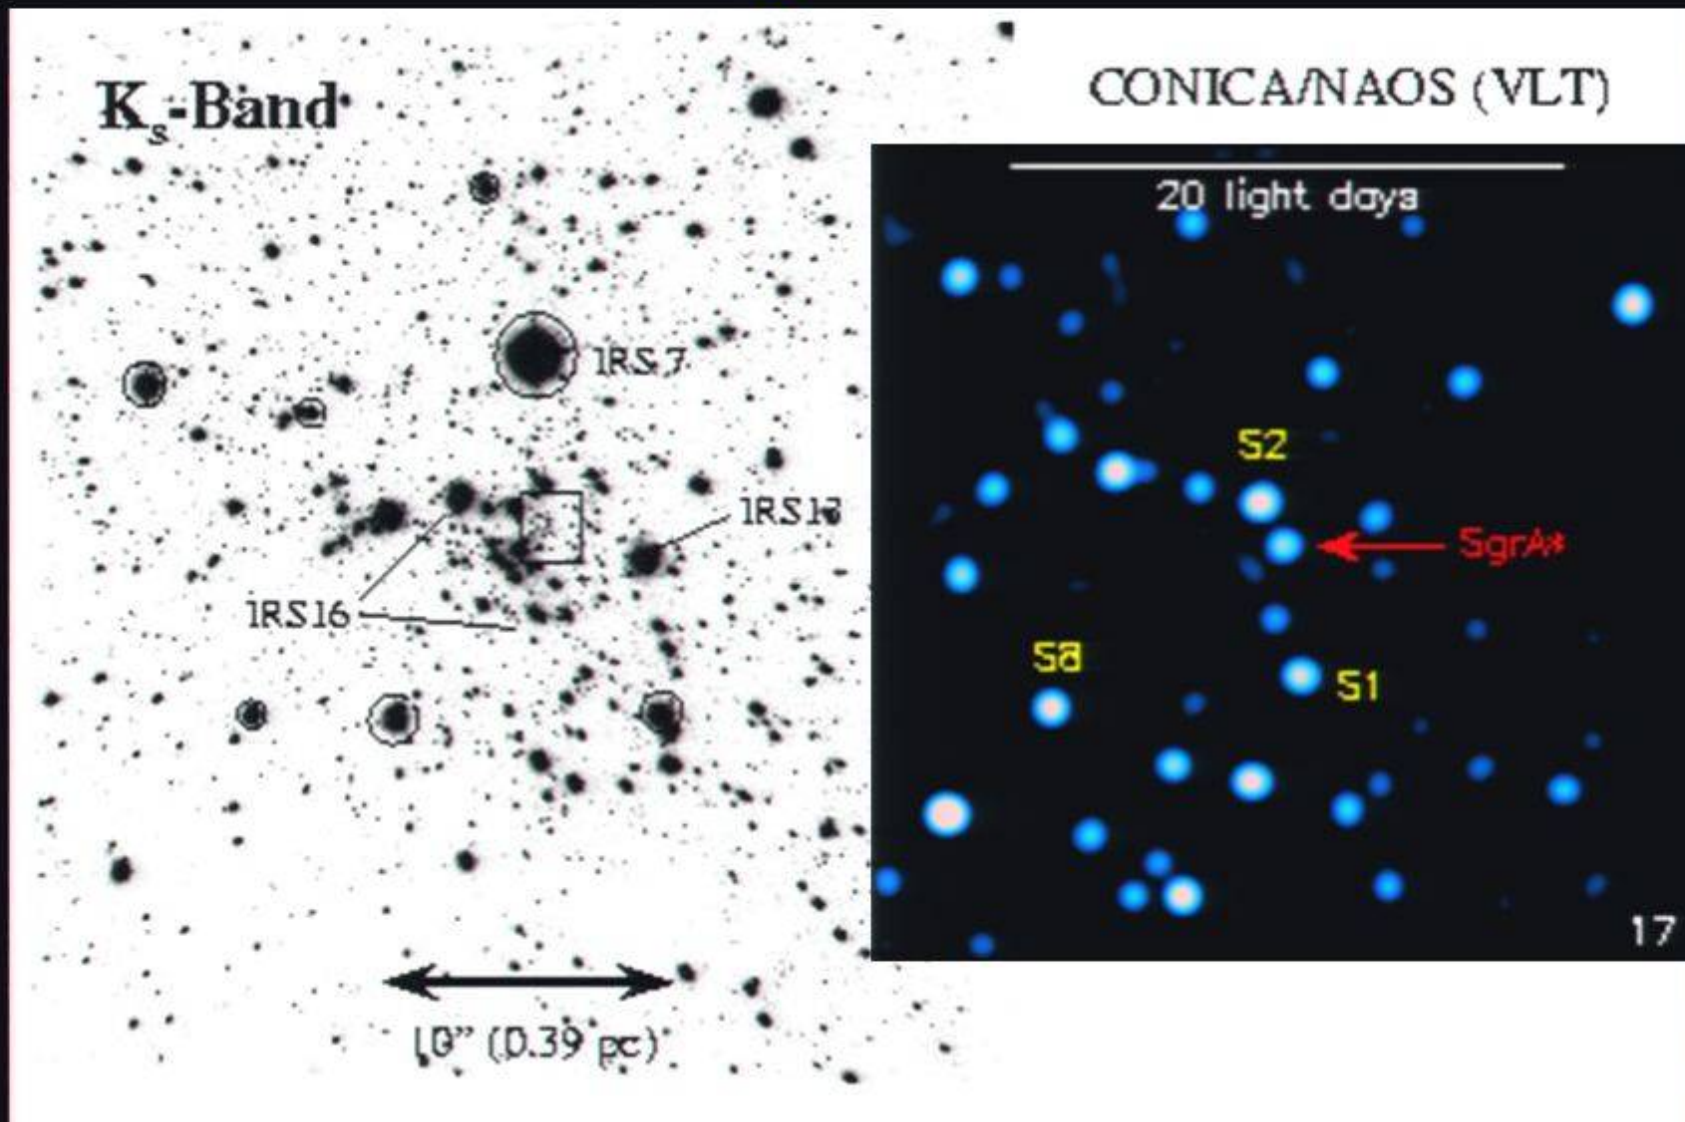 Ks-Band
CONICA/NAOS (VLT)
20 light days
IRS 7
S2
IRS13
SgrA*
IRS16
S8
S1
17
10” (0.39 pc)